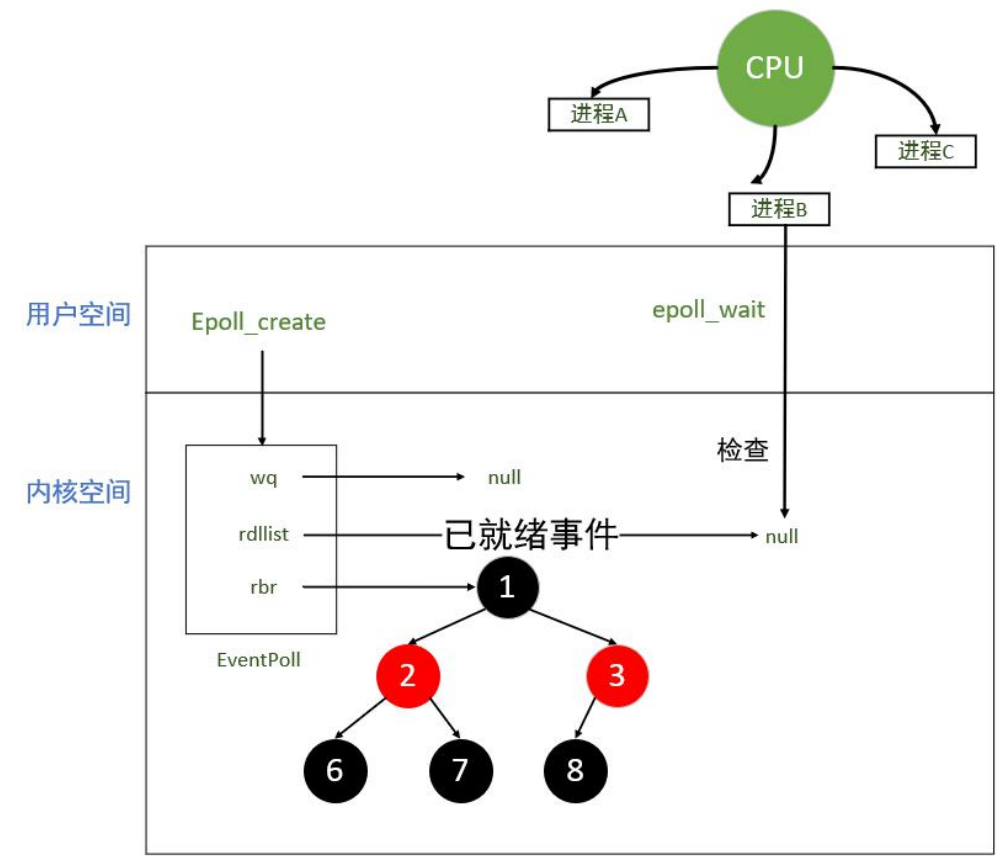 CPU
进程A
进程C
进程B
用户空间
Epoll_create
epoll_wait
检查
内核空间
wq
null
rdllist
已就绪事件
null
rbr
1
EventPoll
2
3
6
7
8